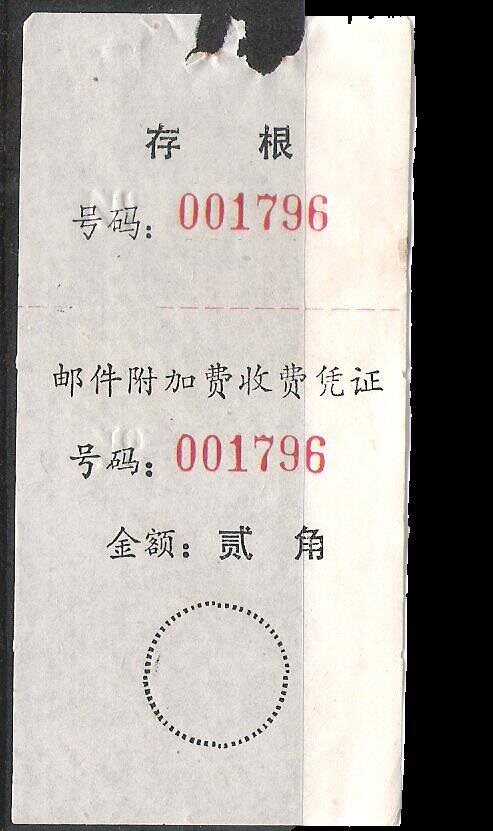 存 根
号码：001796
邮件附加费收费凭证
号码：001796
金额：贰 角